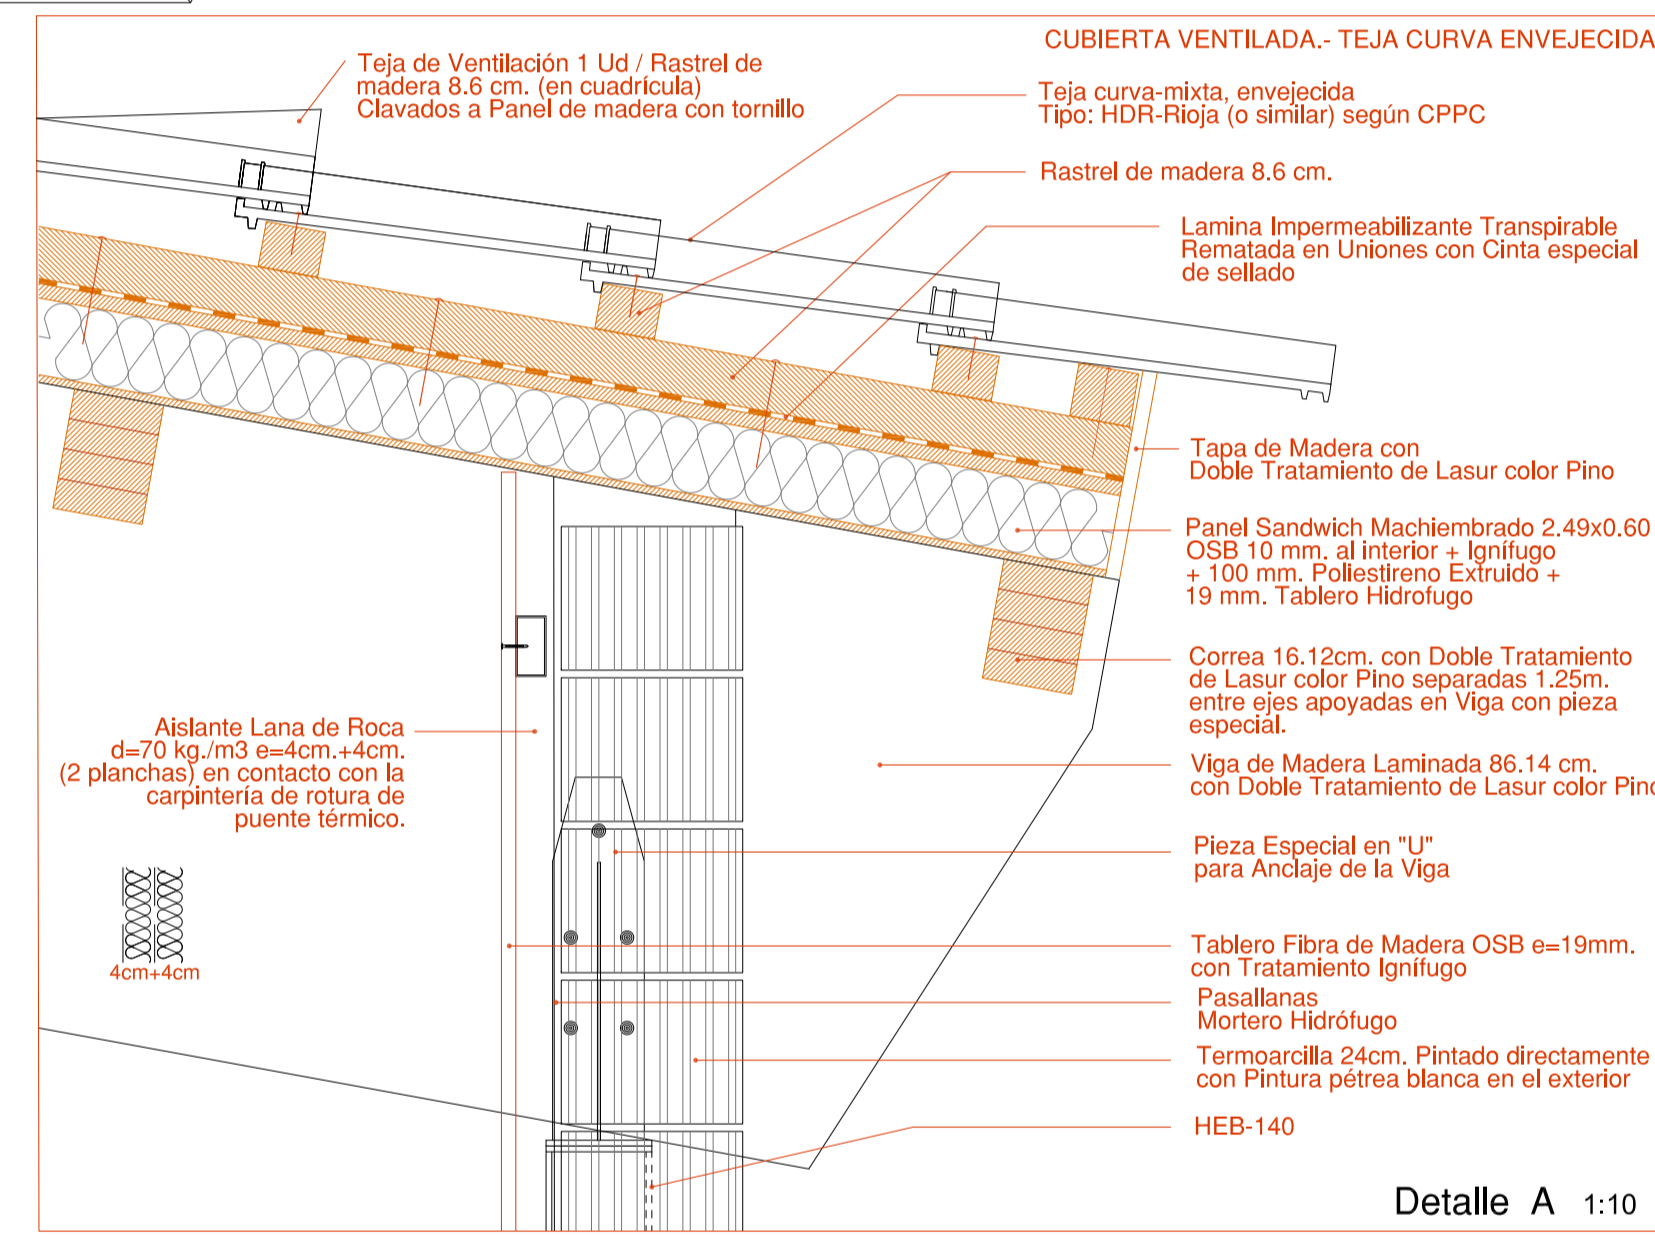 CUBIERTA VENTILADA.- TEJA CURVA ENVEJECIDA
Teja de Ventilación 1 Ud / Rastrel de
madera 8.6 cm. (en cuadrícula)
Clavados a Panel de madera con tornillo
Teja curva-mixta, envejecida
Tipo: HDR-Rioja (o similar) según CPPC
Rastrel de madera 8.6 cm.
Lamina Impermeabilizante Transpirable
Rematada en Uniones con Cinta especial
de sellado
Tapa de Madera con
Doble Tratamiento de Lasur color Pino
Panel Sandwich Machiembrado 2.49x0.60
OSB 10 mm. al interior + Ignífugo
+ 100 mm. Poliestireno Extruido +
19 mm. Tablero Hidrofugo
Correa 16.12cm. con Doble Tratamiento
de Lasur color Pino separadas 1.25m.
entre ejes apoyadas en Viga con pieza
especial.
Aislante Lana de Roca
d=70 kg./m3 e=4cm.+4cm.
(2 planchas) en contacto con la
carpintería de rotura de
puente térmico.
Viga de Madera Laminada 86.14 cm.
con Doble Tratamiento de Lasur color Pino
Pieza Especial en "U"
para Anclaje de la Viga
4cm+4cm
Tablero Fibra de Madera OSB e=19mm.
con Tratamiento Ignífugo
Pasallanas
Mortero Hidrófugo
Termoarcilla 24cm. Pintado directamente
con Pintura pétrea blanca en el exterior
HEB-140
Detalle A 1:10